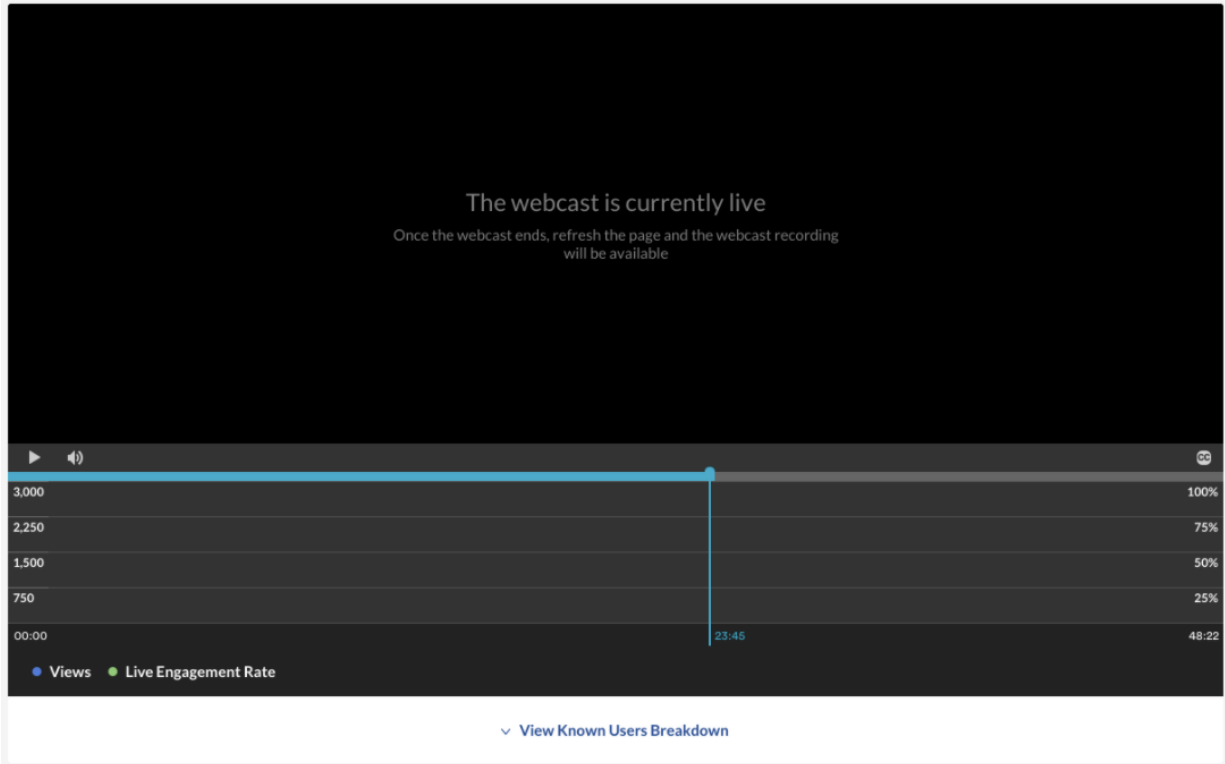 The webcast is currently live
Once the webcast ends, refresh the page and the webcast recording
will be available
CC
3,000 100%
2,250 75%
1,500 50%
750 25%
00:00 23:45 48:22
Views Live Engagement Rate
View Known Users Breakdown